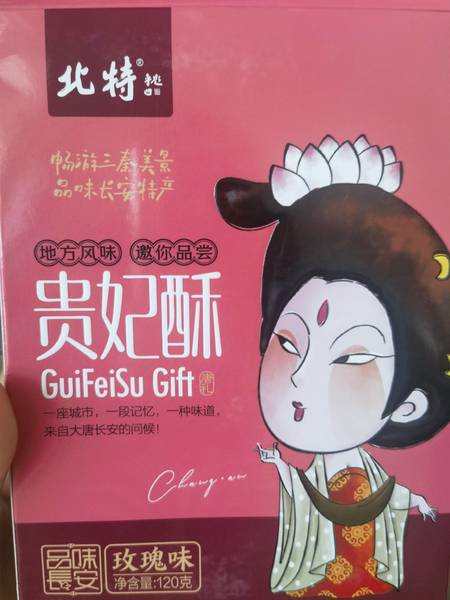 北特®
畅游三秦美景
品味长安特产
地方风味 邀你品尝
贵妃酥
GuiFeiSu Gift
一座城市，一段记忆，一种味道，
来自大唐长安的问候！
Chang·an
品味
長安
玫瑰味
净含量:120克